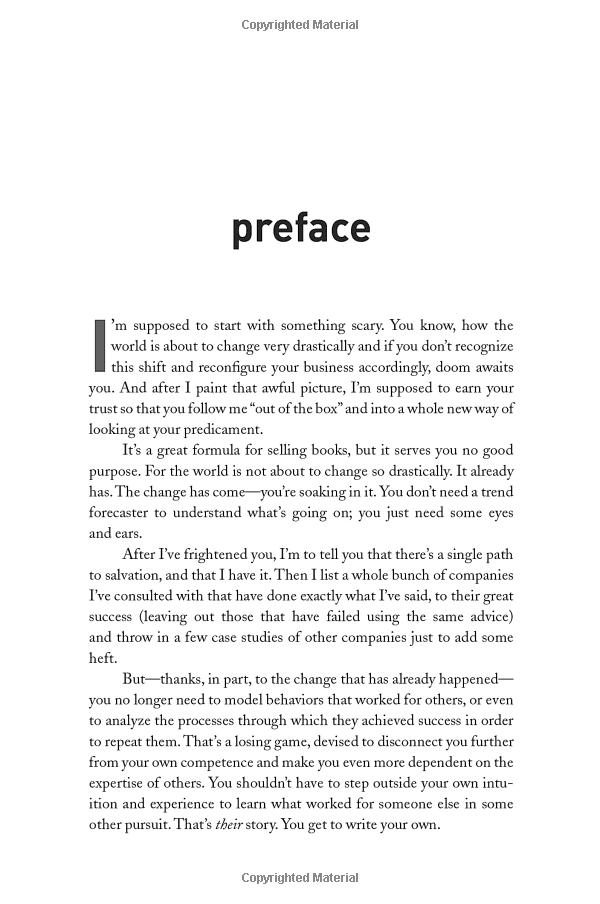 Copyrighted Material
preface
I’m supposed to start with something scary. You know, how the
world is about to change very drastically and if you don’t recognize
this shift and reconfigure your business accordingly, doom awaits
you. And after I paint that awful picture, I’m supposed to earn your
trust so that you follow me “out of the box” and into a whole new way of
looking at your predicament.
It’s a great formula for selling books, but it serves you no good
purpose. For the world is not about to change so drastically. It already
has. The change has come—you’re soaking in it. You don’t need a trend
forecaster to understand what’s going on; you just need some eyes
and ears.
After I’ve frightened you, I’m to tell you that there’s a single path
to salvation, and that I have it. Then I list a whole bunch of companies
I’ve consulted with that have done exactly what I’ve said, to their great
success (leaving out those that have failed using the same advice)
and throw in a few case studies of other companies just to add some
heft.
But—thanks, in part, to the change that has already happened—
you no longer need to model behaviors that worked for others, or even
to analyze the processes through which they achieved success in order
to repeat them. That’s a losing game, devised to disconnect you further
from your own competence and make you even more dependent on the
expertise of others. You shouldn’t have to step outside your own intu-
ition and experience to learn what worked for someone else in some
other pursuit. That’s their story. You get to write your own.
Copyrighted Material